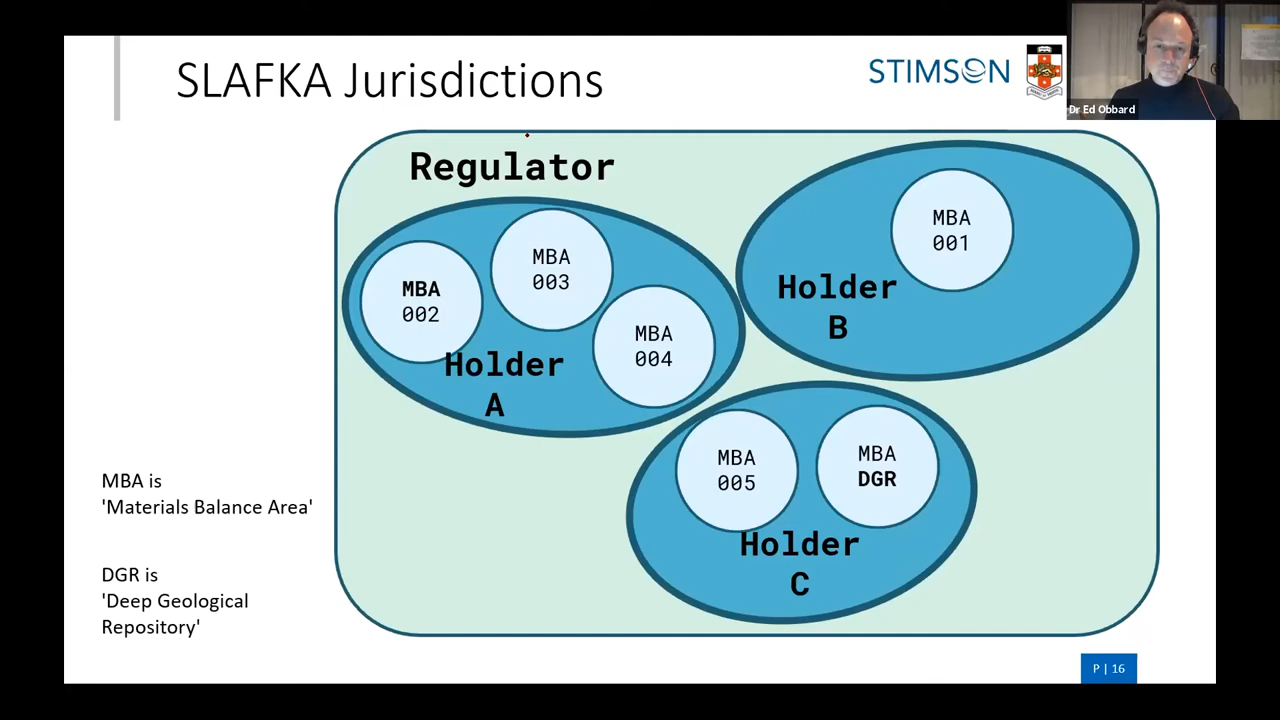 SLAFKA Jurisdictions
STIMSON
Dr Ed Obbard
Regulator
MBA
002
MBA
003
MBA
004
Holder
A
MBA
001
Holder
B
MBA
005
MBA
DGR
Holder
C
MBA is
'Materials Balance Area'
DGR is
'Deep Geological
Repository'
P | 16